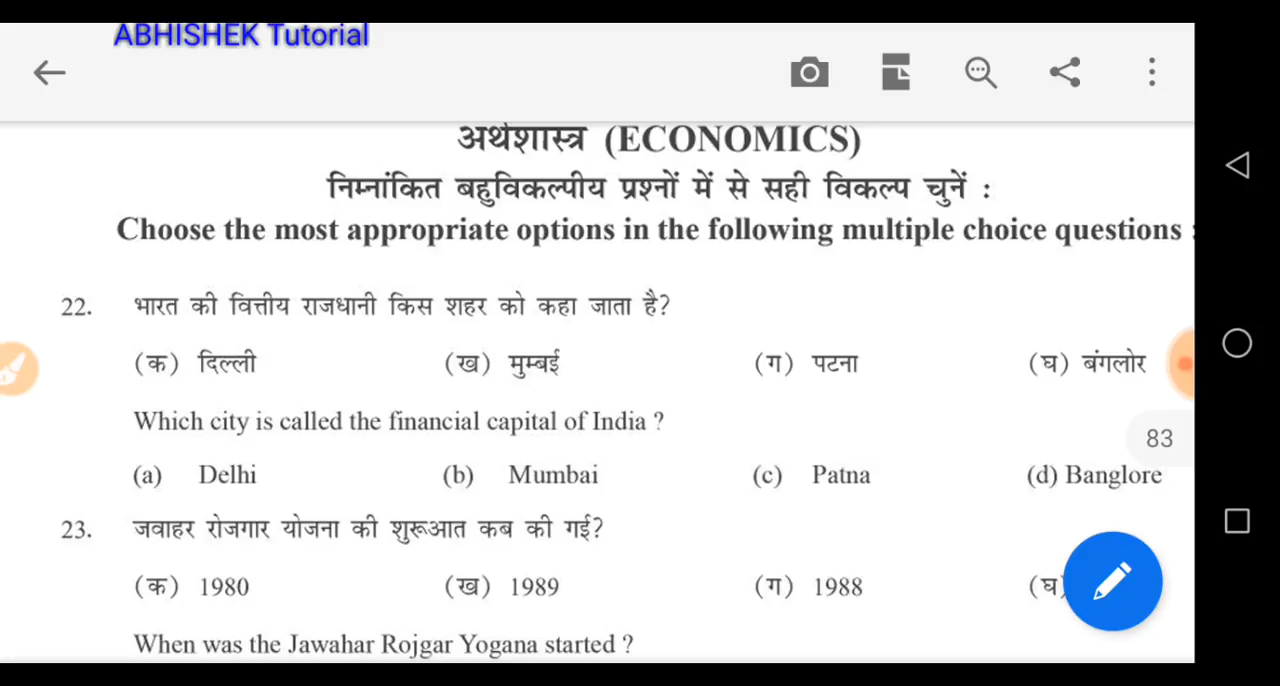 ABHISHEK Tutorial
अर्थशास्त्र (ECONOMICS)
निम्नांकित बहुविकल्पीय प्रश्नों में से सही विकल्प चुनें :
Choose the most appropriate options in the following multiple choice questions :
22. भारत की वित्तीय राजधानी किस शहर को कहा जाता है?
(क) दिल्ली (ख) मुम्बई (ग) पटना (घ) बंगलोर
Which city is called the financial capital of India ?
83
(a) Delhi (b) Mumbai (c) Patna (d) Banglore
23. जवाहर रोजगार योजना की शुरूआत कब की गई?
(क) 1980 (ख) 1989 (ग) 1988 (घ)
When was the Jawahar Rojgar Yogana started ?